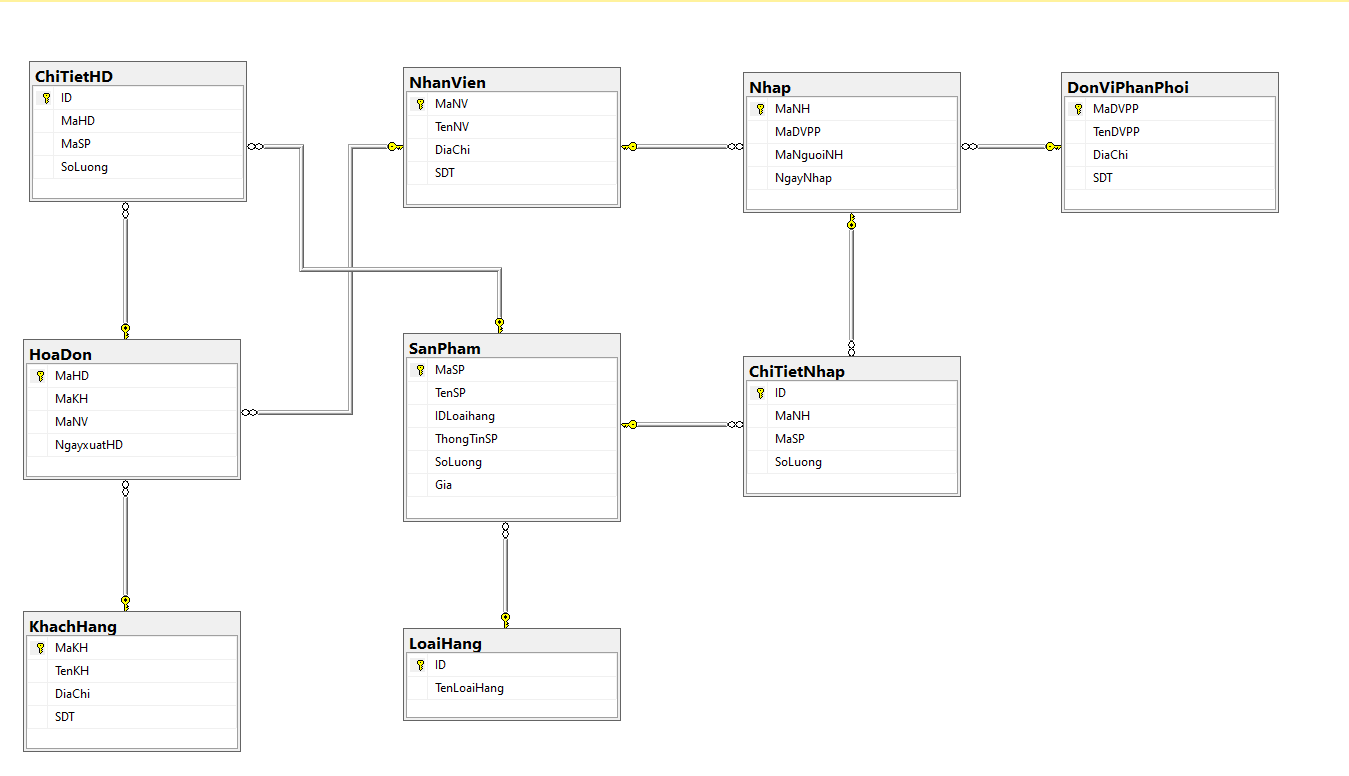 ChiTietHD
ID
MaHD
MaSP
SoLuong
NhanVien
MaNV
TenNV
DiaChi
SDT
Nhap
MaNH
MaDVPP
MaNguoiNH
NgayNhap
DonViPhanPhoi
MaDVPP
TenDVPP
DiaChi
SDT
HoaDon
MaHD
MaKH
MaNV
NgayxuatHD
SanPham
MaSP
TenSP
IDLoaihang
ThongTinSP
SoLuong
Gia
ChiTietNhap
ID
MaNH
MaSP
SoLuong
KhachHang
MaKH
TenKH
DiaChi
SDT
LoaiHang
ID
TenLoaiHang